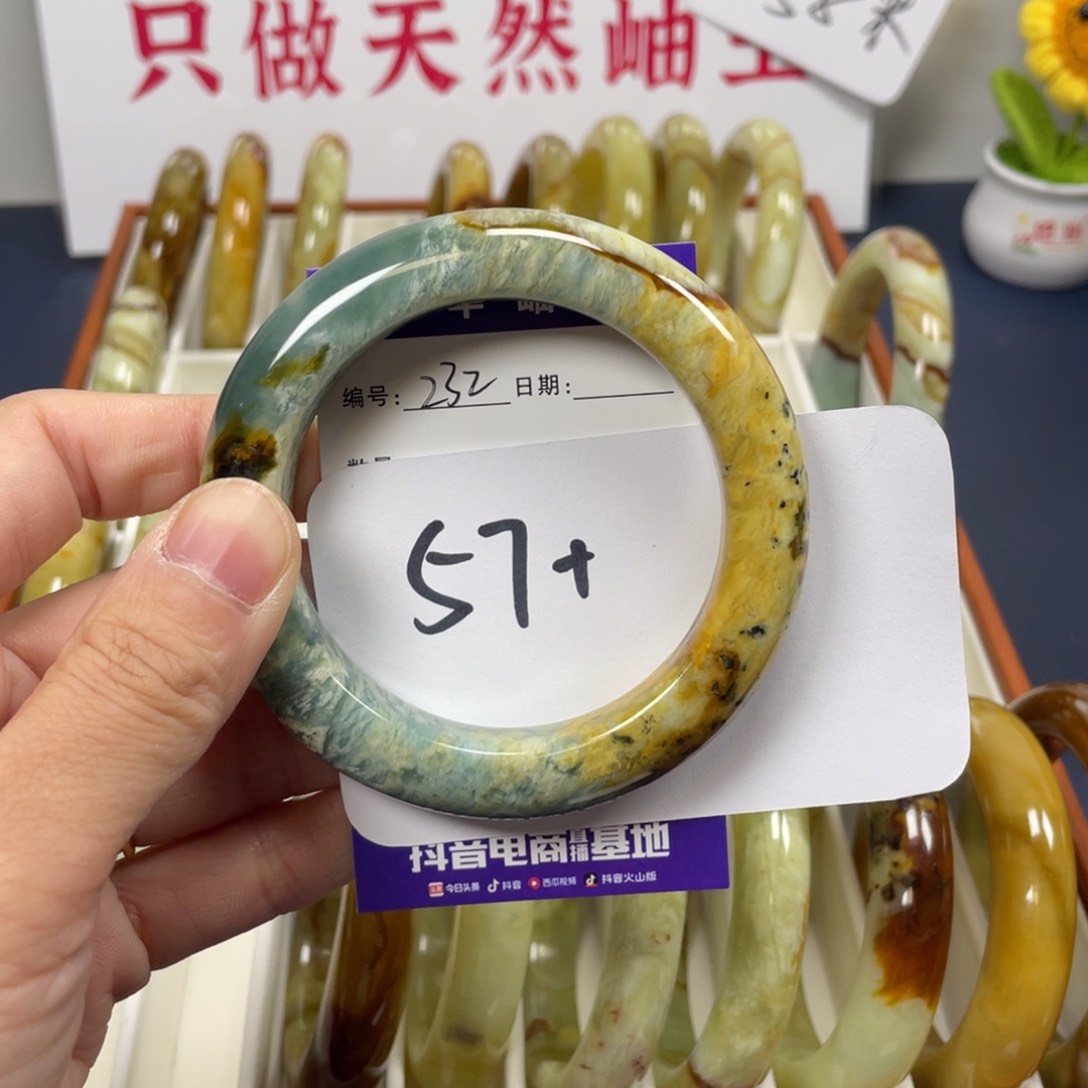 只做天然岫玉
编号: 232 日期:
57+
抖音电商直播基地
今日头条 抖音 西瓜视频 抖音火山版